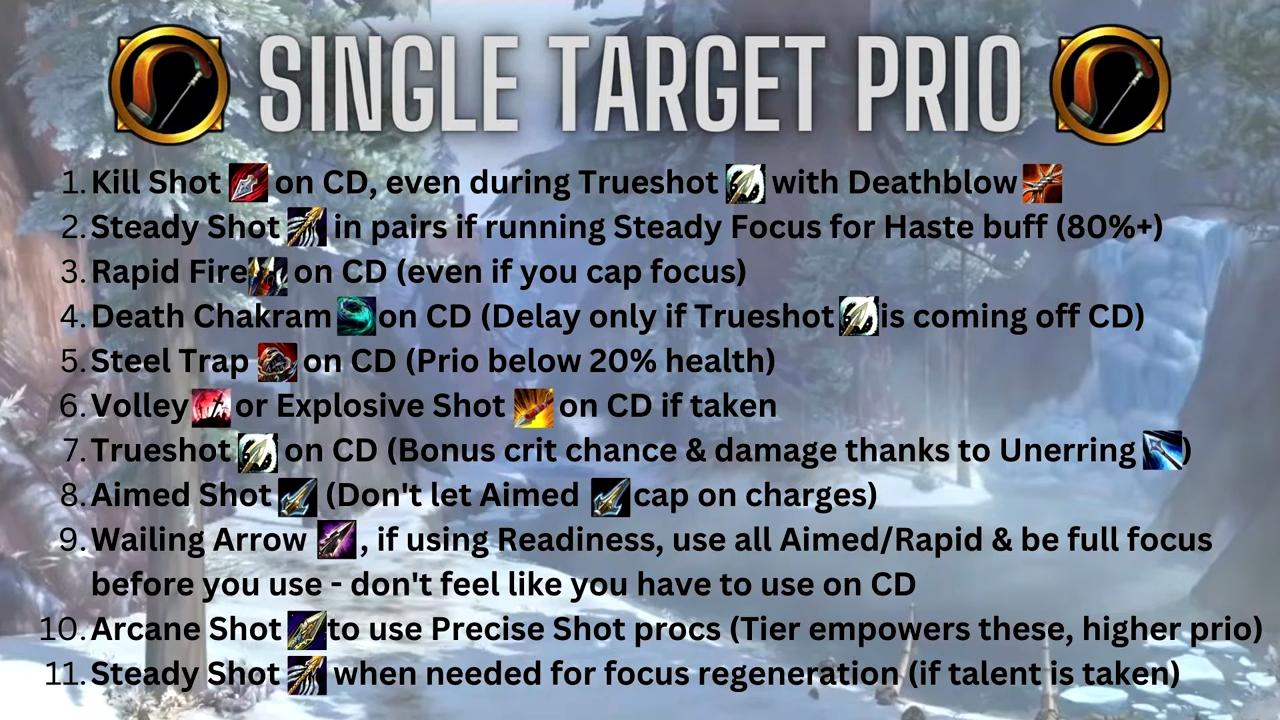 SINGLE TARGET PRIO
1. Kill Shot on CD, even during Trueshot with Deathblow
2. Steady Shot in pairs if running Steady Focus for Haste buff (80%+)
3. Rapid Fire on CD (even if you cap focus)
4. Death Chakram on CD (Delay only if Trueshot is coming off CD)
5. Steel Trap on CD (Prio below 20% health)
6. Volley or Explosive Shot on CD if taken
7. Trueshot on CD (Bonus crit chance & damage thanks to Unerring )
8. Aimed Shot (Don't let Aimed cap on charges)
9. Wailing Arrow , if using Readiness, use all Aimed/Rapid & be full focus
before you use - don't feel like you have to use on CD
10. Arcane Shot to use Precise Shot procs (Tier empowers these, higher prio)
11. Steady Shot when needed for focus regeneration (if talent is taken)